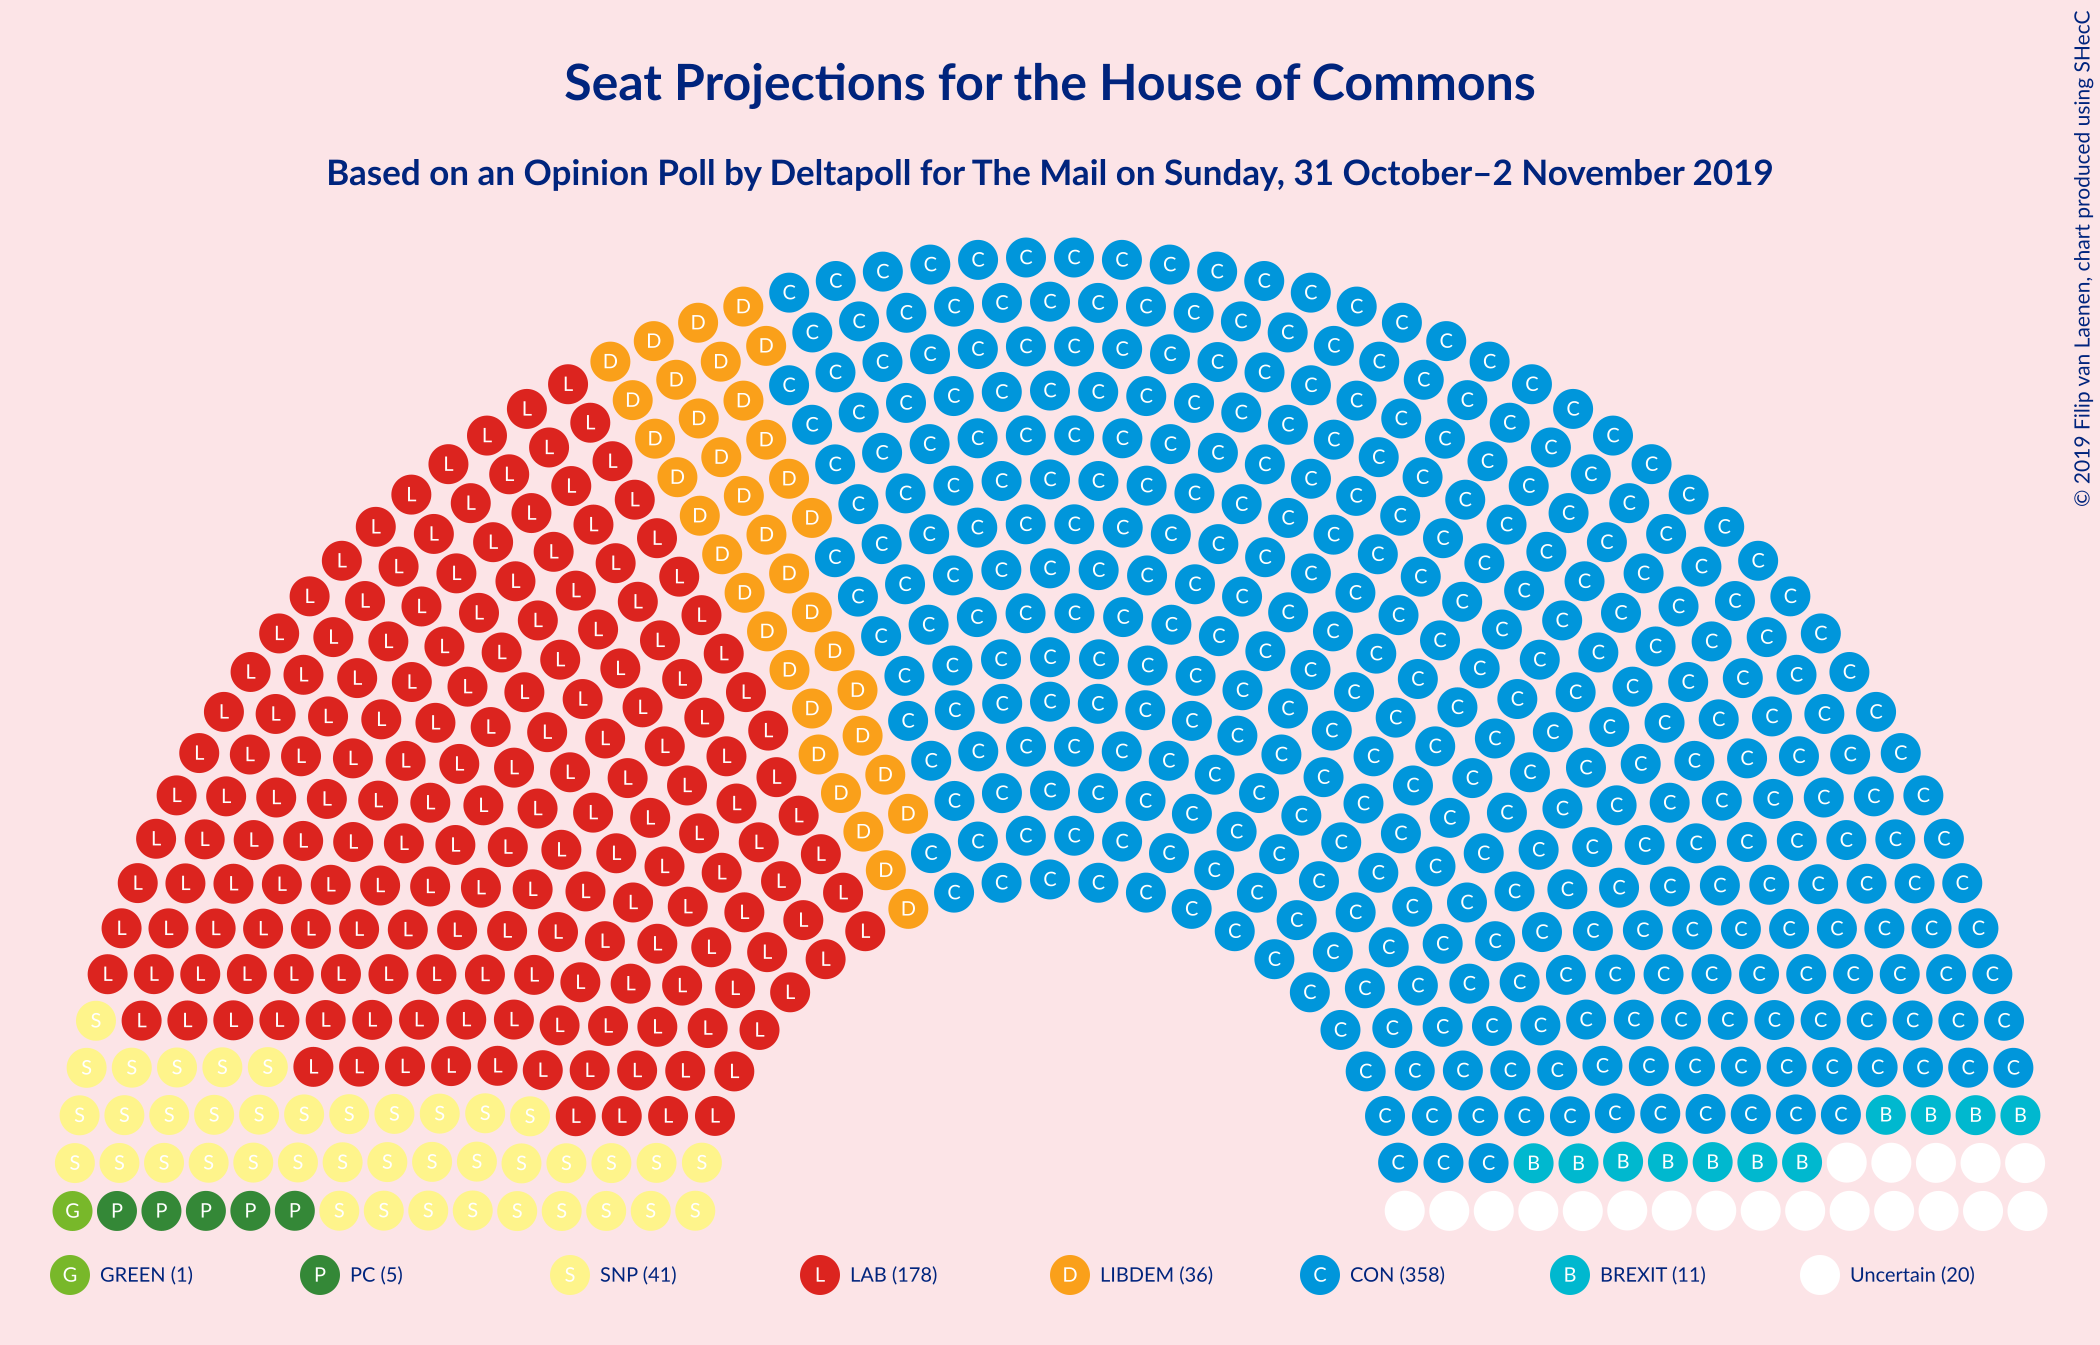 Seat Projections for the House of Commons
Based on an Opinion Poll by Deltapoll for The Mail on Sunday, 31 October–2 November 2019
© 2019 Filip van Laenen, chart produced using SHecC
G GREEN (1) P PC (5) S SNP (41) L LAB (178) D LIBDEM (36) C CON (358) B BREXIT (11) Uncertain (20)